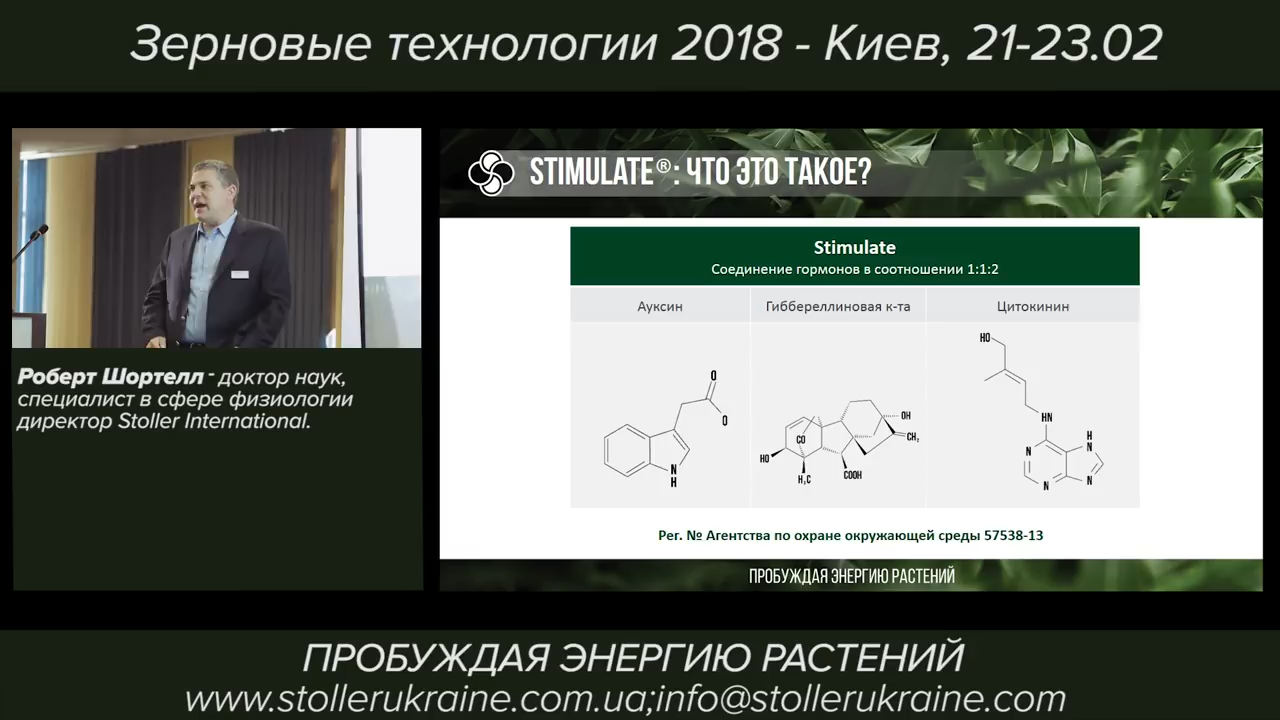 Зерновые технологии 2018 - Киев, 21-23.02
STIMULATE®: ЧТО ЭТО ТАКОЕ?
Stimulate
Соединение гормонов в соотношении 1:1:2
Ауксин
Гиббереллиновая к-та
Цитокинин
O
O
N
H
CO
HO
H₃C
COOH
OH
CH₂
HO
HN
N
N
H
N
N
Рег. № Агентства по охране окружающей среды 57538-13
ПРОБУЖДАЯ ЭНЕРГИЮ РАСТЕНИЙ
Роберт Шортелл - доктор наук,
специалист в сфере физиологии
директор Stoller International.
ПРОБУЖДАЯ ЭНЕРГИЮ РАСТЕНИЙ
www.stollerukraine.com.ua;info@stollerukraine.com